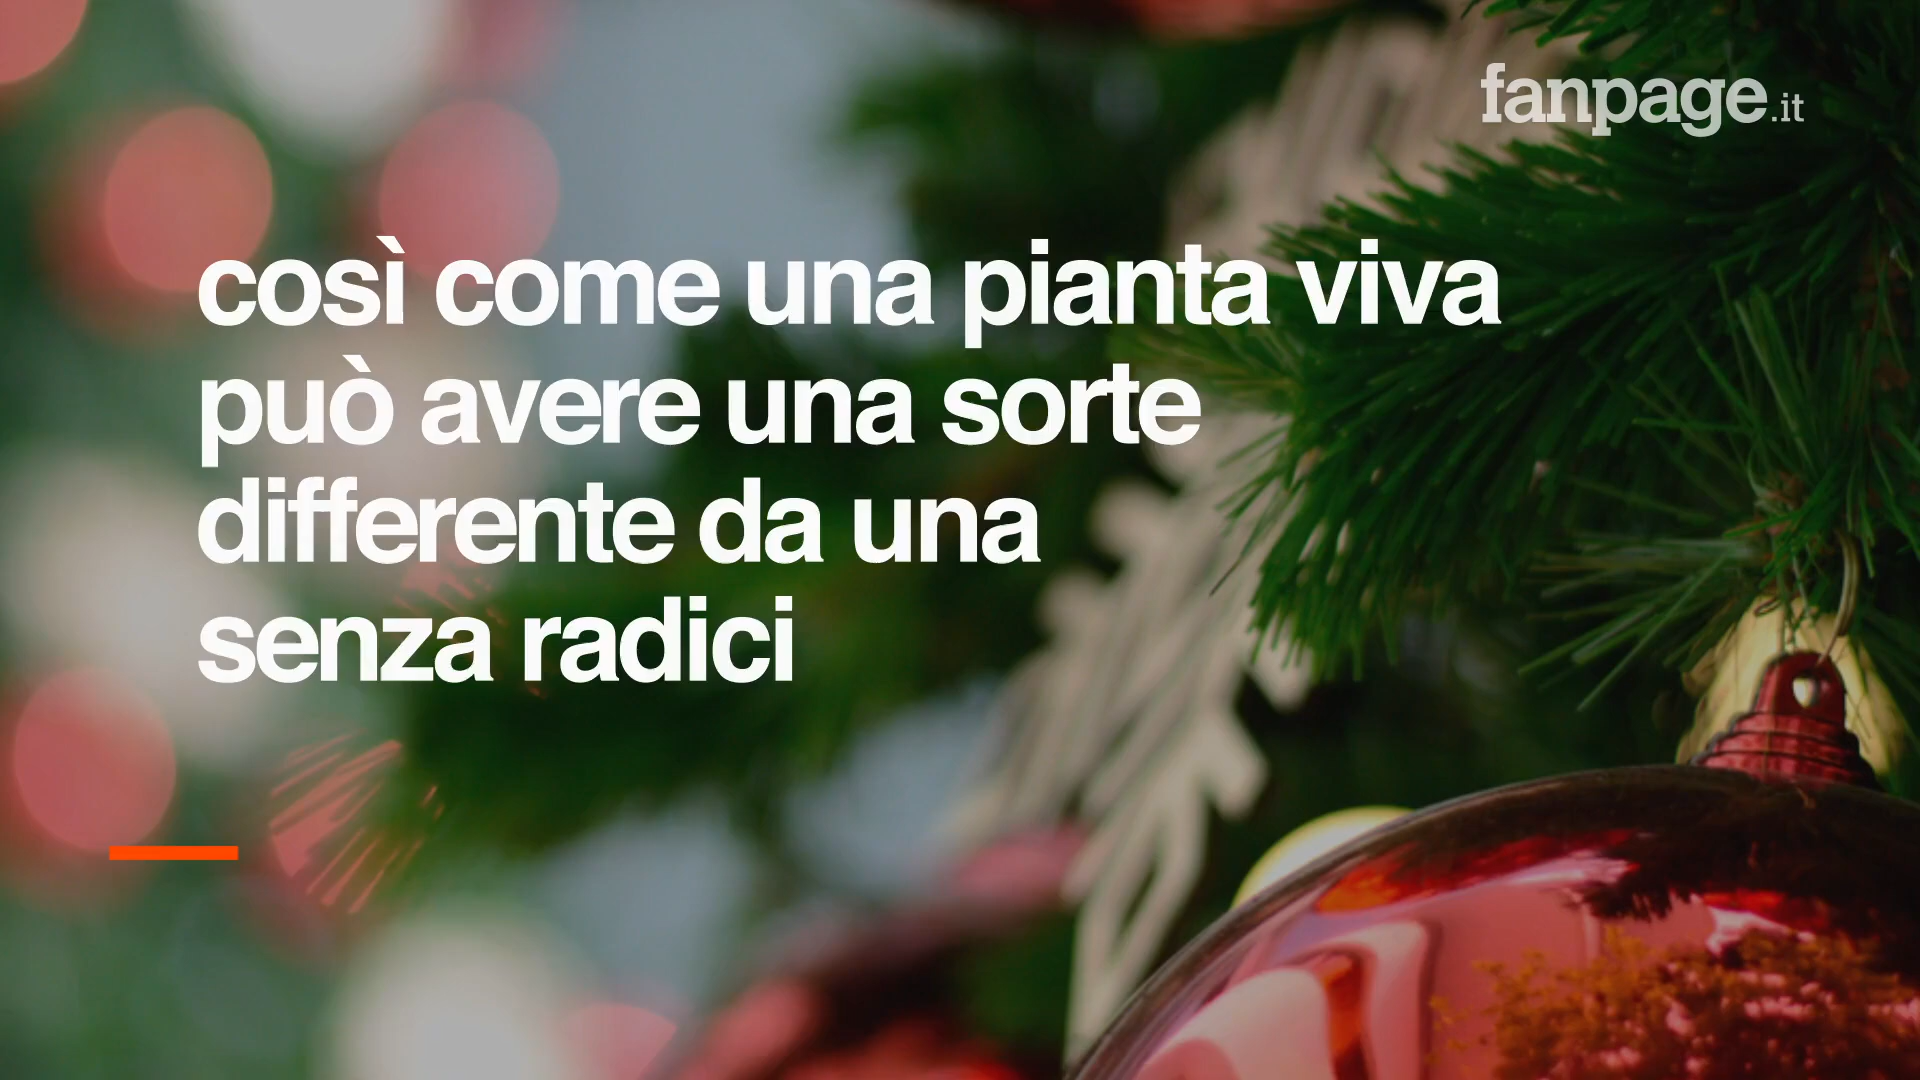 fanpage.it
così come una pianta viva
può avere una sorte
differente da una
senza radici